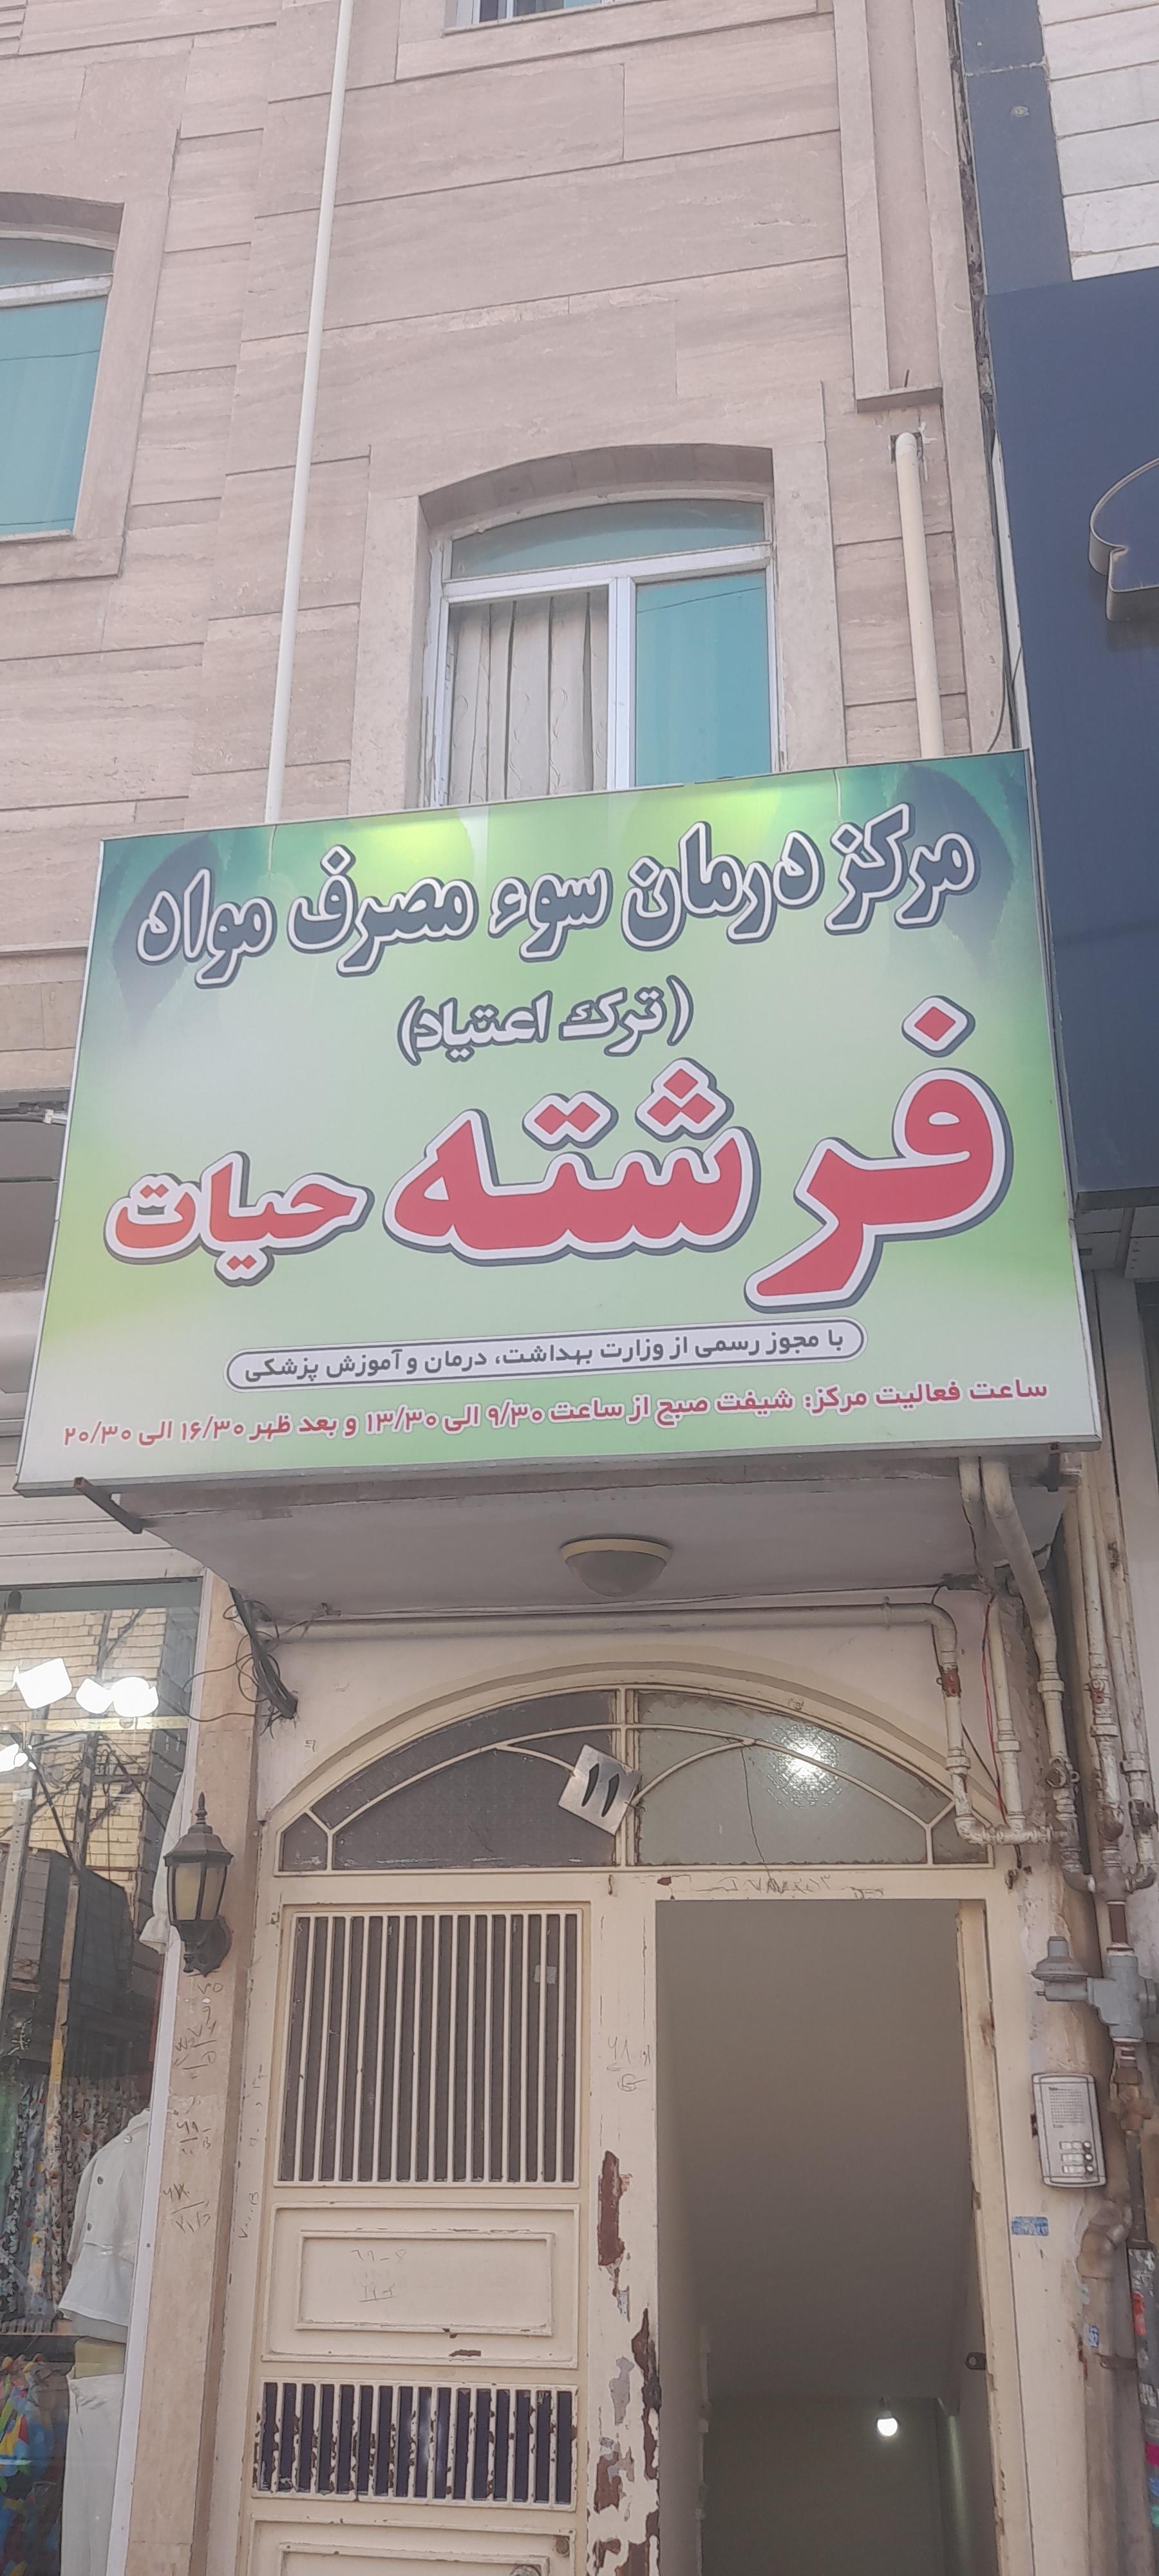 مرکز درمان سوء مصرف مواد
(ترک اعتیاد)
فرشته حیات
با مجوز رسمی از وزارت بهداشت، درمان و آموزش پزشکی
ساعت فعالیت مرکز: شیفت صبح از ساعت ۹/۳۰ الی ۱۳/۳۰ و بعد ظهر ۱۶/۳۰ الی ۲۰/۳۰
۱۱